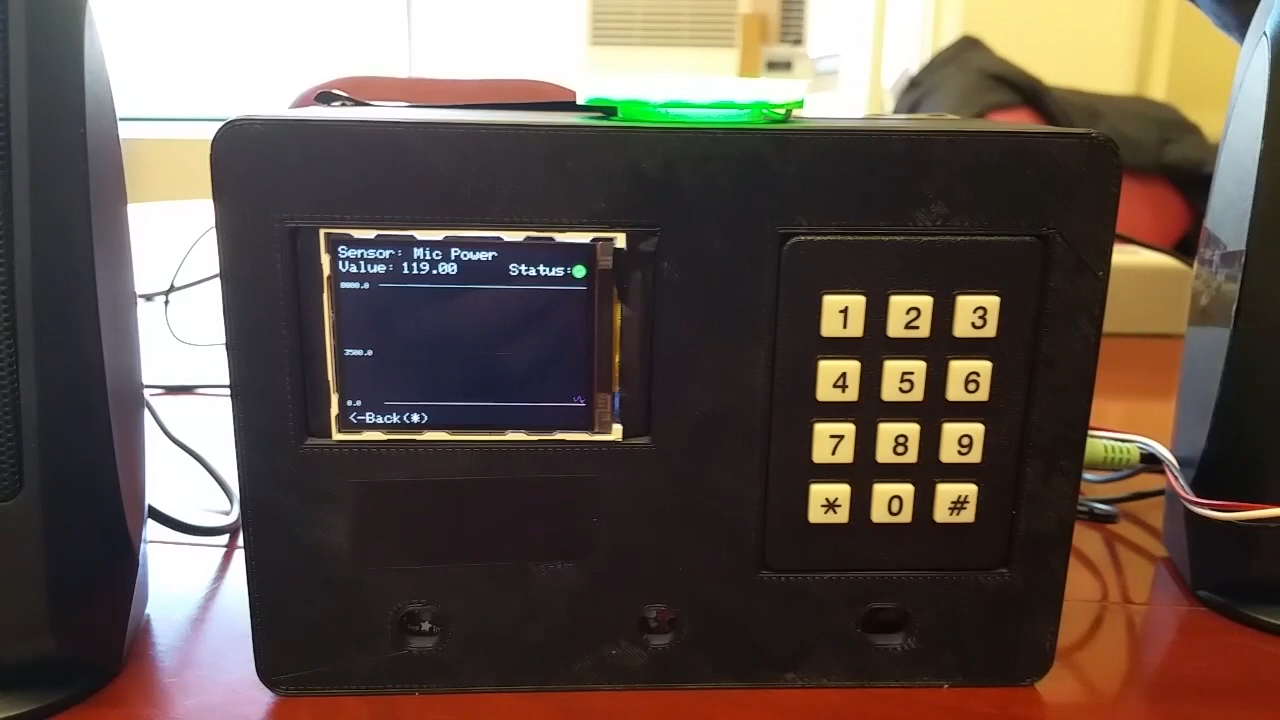 Sensor: Mic Power
Value: 119.00 Status:
8800.0
3500.0
0.0
<-Back(*)
1 2 3
4 5 6
7 8 9
* 0 #